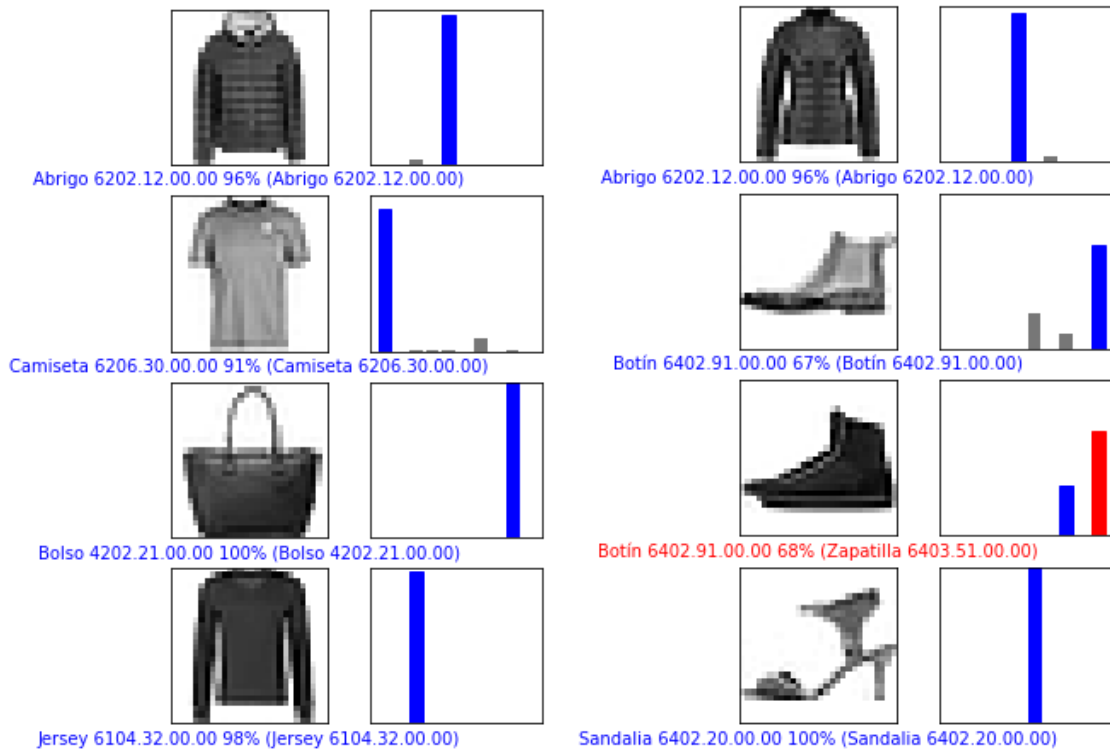 Abrigo 6202.12.00.00 96% (Abrigo 6202.12.00.00)
Abrigo 6202.12.00.00 96% (Abrigo 6202.12.00.00)
Camiseta 6206.30.00.00 91% (Camiseta 6206.30.00.00)
Botín 6402.91.00.00 67% (Botín 6402.91.00.00)
Bolso 4202.21.00.00 100% (Bolso 4202.21.00.00)
Botín 6402.91.00.00 68% (Zapatilla 6403.51.00.00)
Jersey 6104.32.00.00 98% (Jersey 6104.32.00.00)
Sandalia 6402.20.00.00 100% (Sandalia 6402.20.00.00)